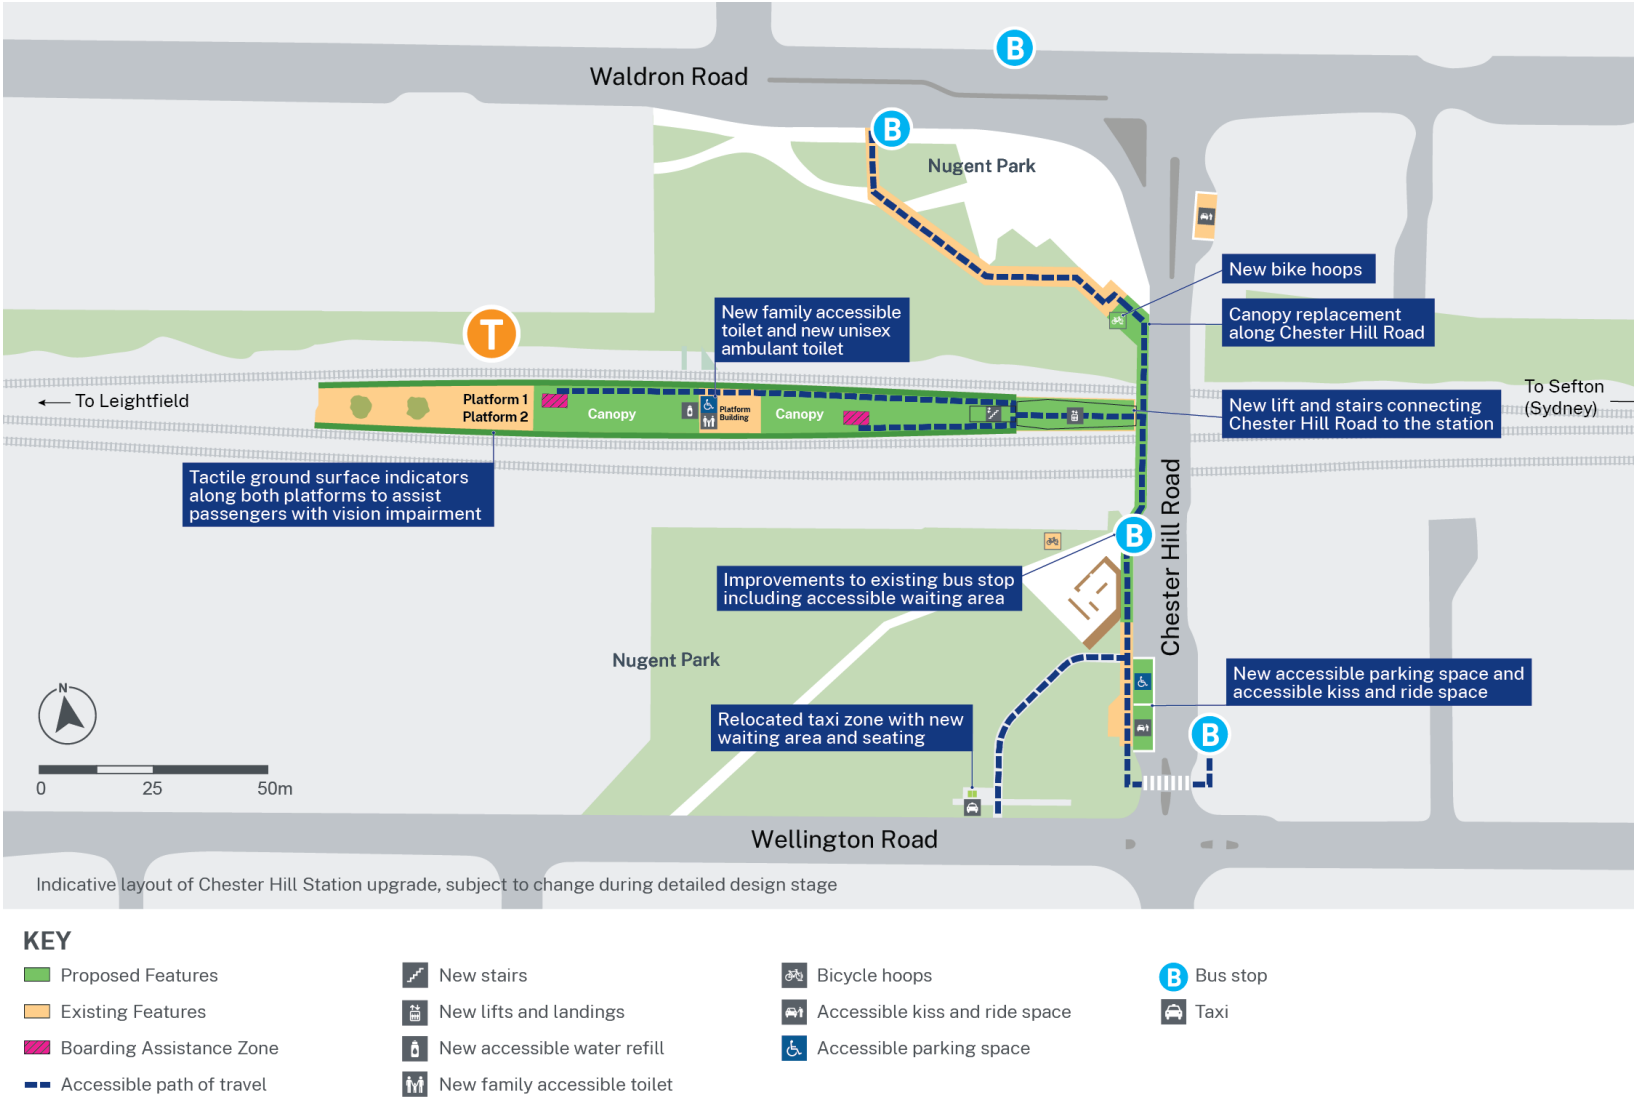 B
Waldron Road
B
Nugent Park
New bike hoops
Canopy replacement
along Chester Hill Road
New family accessible
toilet and new unisex
ambulant toilet
T
To Leightfield
Platform 1
Platform 2
Canopy
Platform
Building
Canopy
To Sefton
(Sydney)
New lift and stairs connecting
Chester Hill Road to the station
Tactile ground surface indicators
along both platforms to assist
passengers with vision impairment
Chester Hill Road
B
Improvements to existing bus stop
including accessible waiting area
Nugent Park
New accessible parking space and
accessible kiss and ride space
N
Relocated taxi zone with new
waiting area and seating
B
0 25 50m
Wellington Road
Indicative layout of Chester Hill Station upgrade, subject to change during detailed design stage
KEY
Proposed Features
Existing Features
Boarding Assistance Zone
Accessible path of travel
New stairs
New lifts and landings
New accessible water refill
New family accessible toilet
Bicycle hoops
Accessible kiss and ride space
Accessible parking space
B Bus stop
Taxi